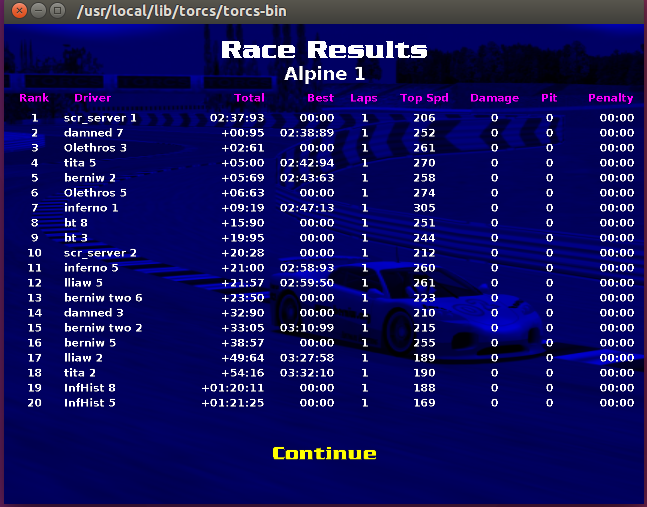 /usr/local/lib/torcs/torcs-bin
Race Results
Alpine 1
Rank Driver Total Best Laps Top Spd Damage Pit Penalty
1 scr_server 1 02:37:93 00:00 1 206 0 0 00:00
2 damned 7 +00:95 02:38:89 1 252 0 0 00:00
3 Olethros 3 +02:61 00:00 1 261 0 0 00:00
4 tita 5 +05:00 02:42:94 1 270 0 0 00:00
5 berniw 2 +05:69 02:43:63 1 258 0 0 00:00
6 Olethros 5 +06:63 00:00 1 274 0 0 00:00
7 inferno 1 +09:19 02:47:13 1 305 0 0 00:00
8 bt 8 +15:90 00:00 1 251 0 0 00:00
9 bt 3 +19:95 00:00 1 244 0 0 00:00
10 scr_server 2 +20:28 00:00 1 212 0 0 00:00
11 inferno 5 +21:00 02:58:93 1 260 0 0 00:00
12 lliaw 5 +21:57 02:59:50 1 261 0 0 00:00
13 berniw two 6 +23:50 00:00 1 223 0 0 00:00
14 damned 3 +32:90 00:00 1 210 0 0 00:00
15 berniw two 2 +33:05 03:10:99 1 215 0 0 00:00
16 berniw 5 +38:57 00:00 1 255 0 0 00:00
17 lliaw 2 +49:64 03:27:58 1 189 0 0 00:00
18 tita 2 +54:16 03:32:10 1 190 0 0 00:00
19 InfHist 8 +01:20:11 00:00 1 188 0 0 00:00
20 InfHist 5 +01:21:25 00:00 1 169 0 0 00:00
Continue